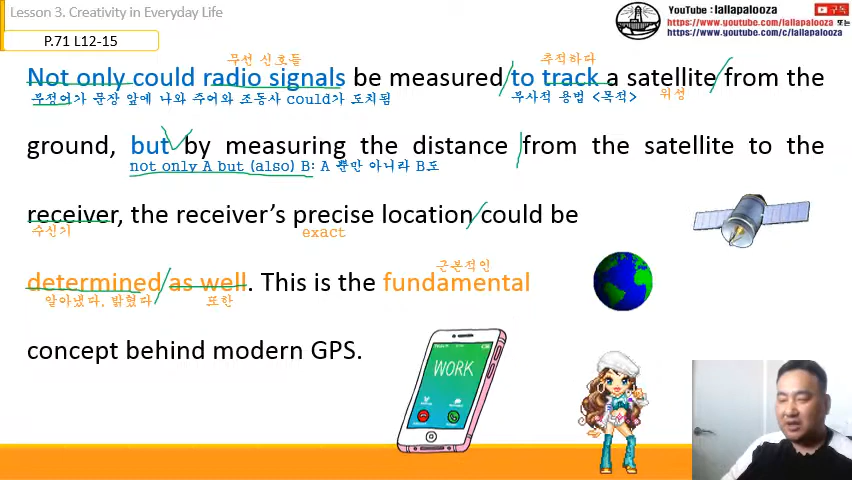 Lesson 3. Creativity in Everyday Life
YouTube : lallapalooza
구독
https://www.youtube.com/lallapalooza 또는
https://www.youtube.com/c/lallapalooza
P.71 L12-15
무선 신호들
추적하다
Not only could radio signals be measured to track a satellite from the
부정어가 문장 앞에 나와 주어와 조동사 could가 도치됨
부사적 용법 <목적>
위성
ground, but by measuring the distance from the satellite to the
not only A but (also) B: A 뿐만 아니라 B도
receiver, the receiver's precise location could be
수신기
exact
근본적인
determined as well. This is the fundamental
알아냈다. 밝혔다
또한
concept behind modern GPS.
WORK